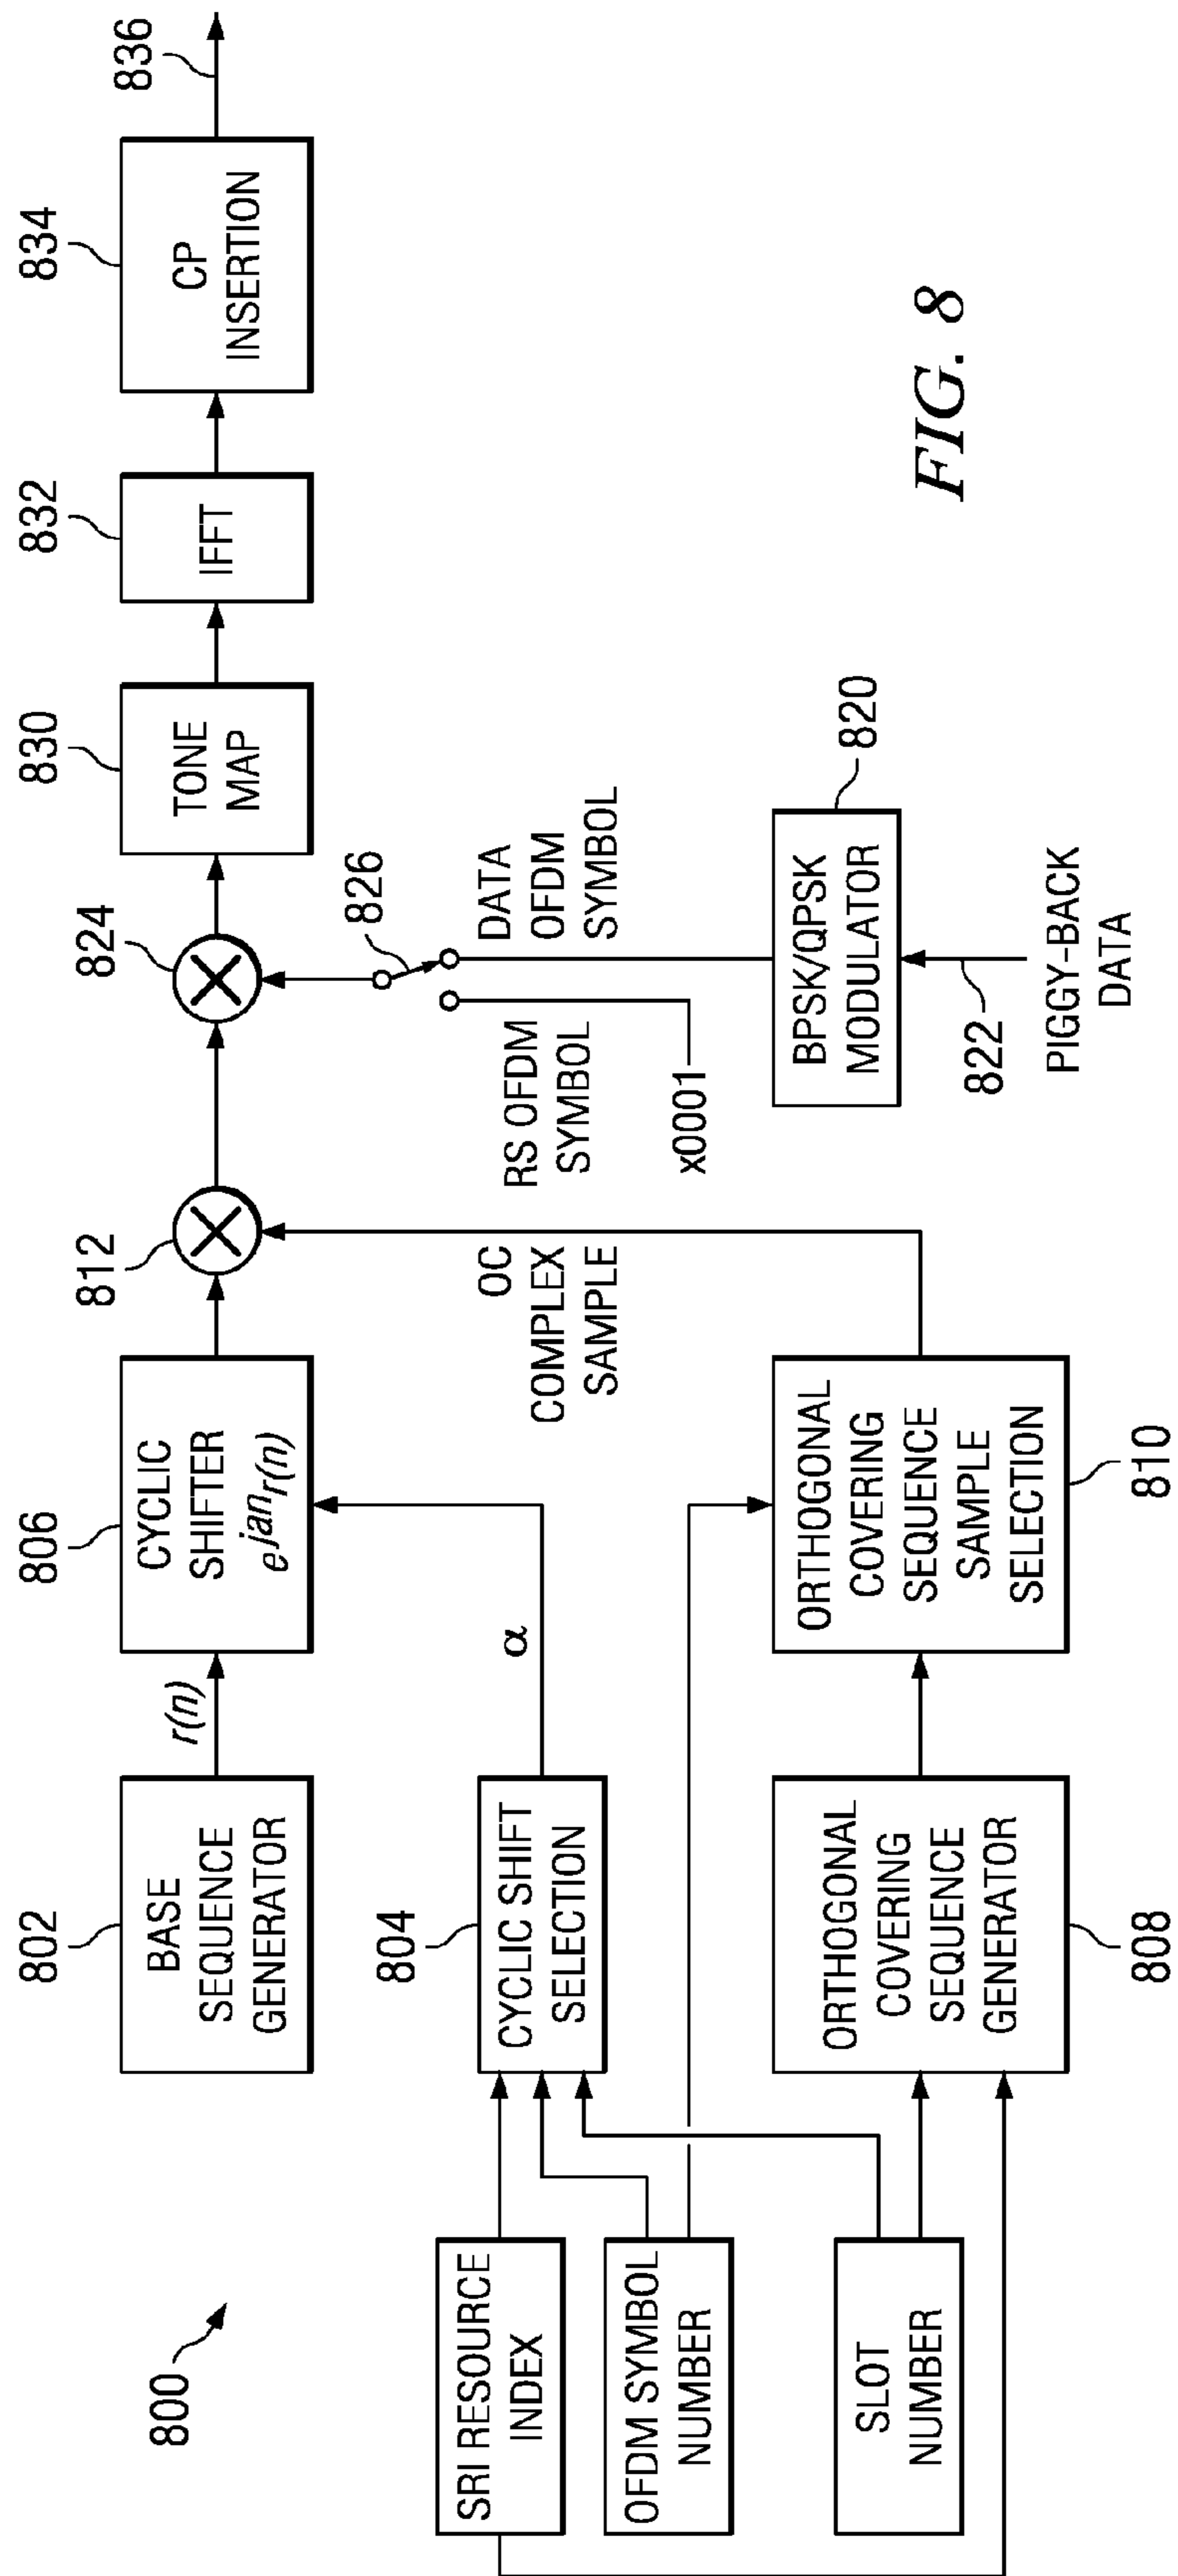 800
802
BASE
SEQUENCE
GENERATOR
r(n)
806
CYCLIC
SHIFTER
e^jan r(n)
812
824
830
TONE
MAP
832
IFFT
834
CP
INSERTION
836
SRI RESOURCE
INDEX
OFDM SYMBOL
NUMBER
SLOT
NUMBER
804
CYCLIC SHIFT
SELECTION
α
OC
COMPLEX
SAMPLE
826
RS OFDM
SYMBOL
x0001
DATA
OFDM
SYMBOL
ORTHOGONAL
COVERING
SEQUENCE
GENERATOR
808
ORTHOGONAL
COVERING
SEQUENCE
SAMPLE
SELECTION
810
BPSK/QPSK
MODULATOR
820
822
PIGGY-BACK
DATA
FIG. 8